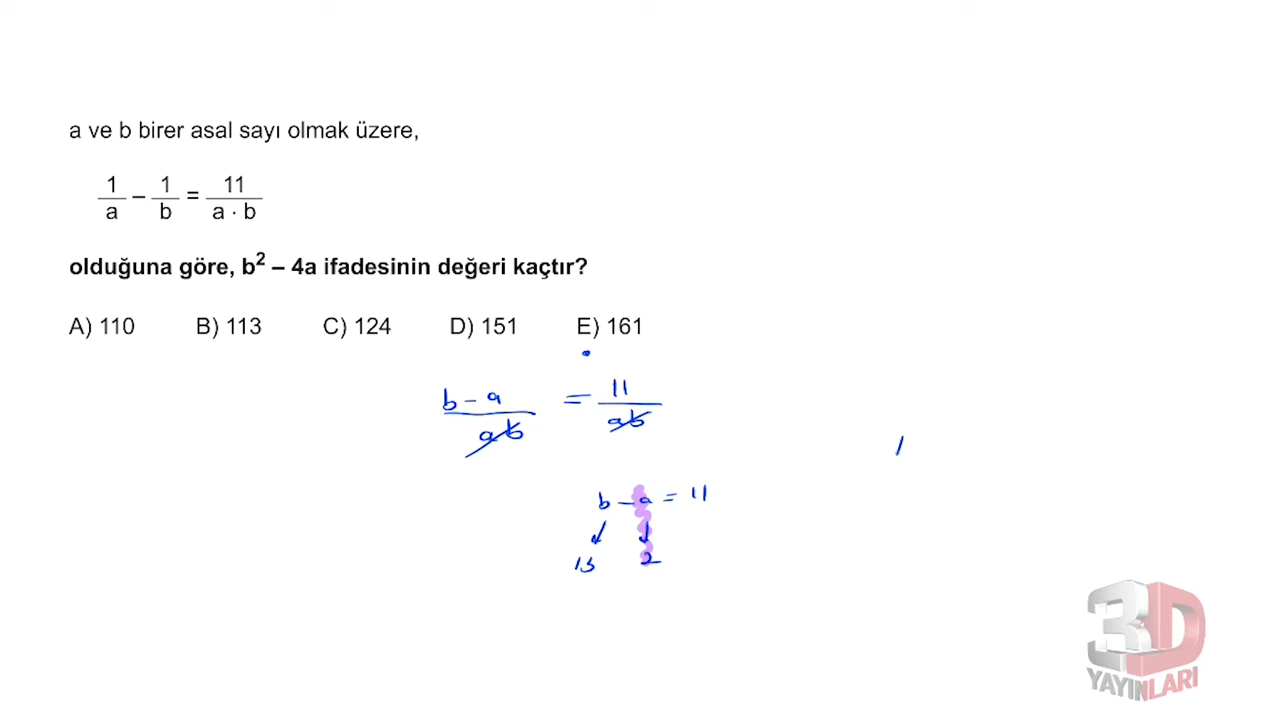 a ve b birer asal sayı olmak üzere,
1/a – 1/b = 11/(a · b)
olduğuna göre, b² – 4a ifadesinin değeri kaçtır?
A) 110 B) 113 C) 124 D) 151 E) 161
(b – a)/(ab) = 11/(ab)
b – a = 11
13 2
1
3D
YAYINLARI